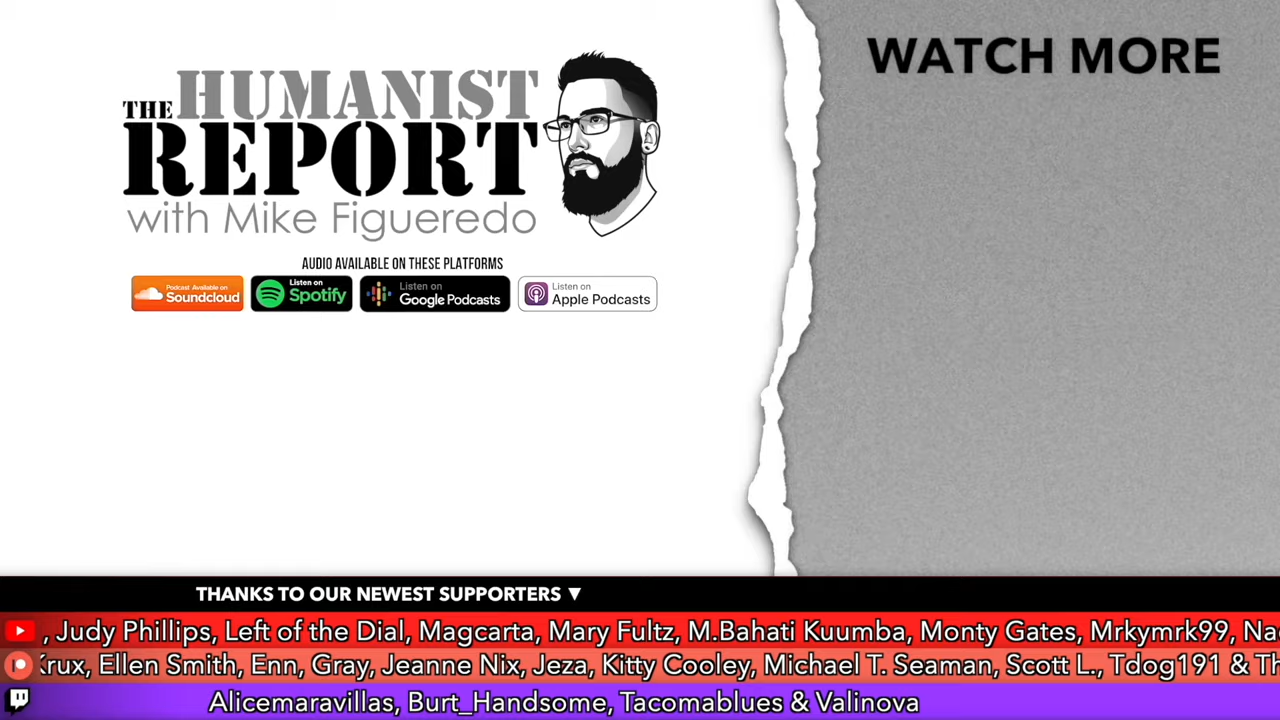 THE HUMANIST
REPORT
with Mike Figueredo
AUDIO AVAILABLE ON THESE PLATFORMS
Podcast Available on
Soundcloud
Listen on
Spotify
Listen on
Google Podcasts
Listen on
Apple Podcasts
WATCH MORE
THANKS TO OUR NEWEST SUPPORTERS ▼
, Judy Phillips, Left of the Dial, Magcarta, Mary Fultz, M.Bahati Kuumba, Monty Gates, Mrkymrk99,
Ellen Smith, Enn, Gray, Jeanne Nix, Jeza, Kitty Cooley, Michael T. Seaman, Scott L., Tdog191 &
Alicemaravillas, Burt_Handsome, Tacomablues & Valinova